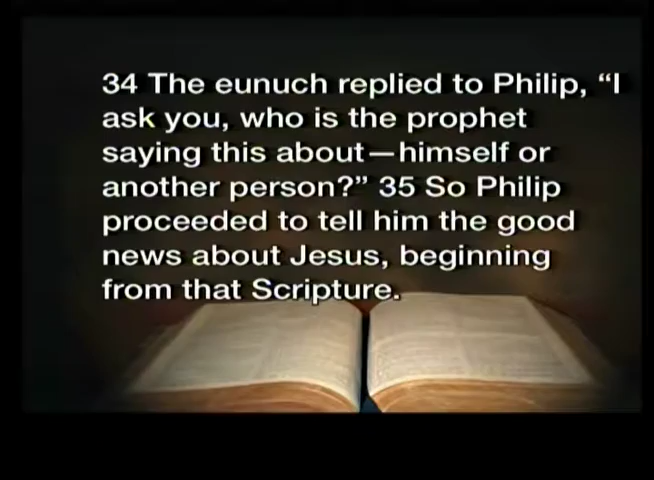 34 The eunuch replied to Philip, “I
ask you, who is the prophet
saying this about—himself or
another person?” 35 So Philip
proceeded to tell him the good
news about Jesus, beginning
from that Scripture.